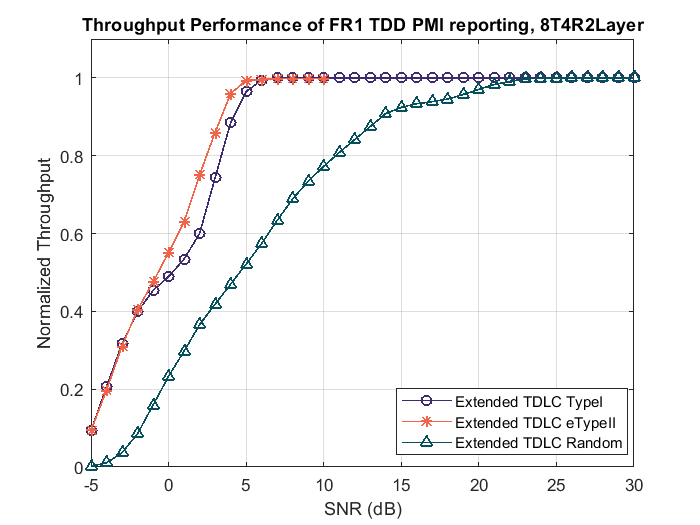 Throughput Performance of FR1 TDD PMI reporting, 8T4R2Layer
Normalized Throughput
1
0.8
0.6
0.4
0.2
0
-5
0
5
10
15
20
25
30
SNR (dB)
Extended TDLC TypeI
Extended TDLC eTypeII
Extended TDLC Random